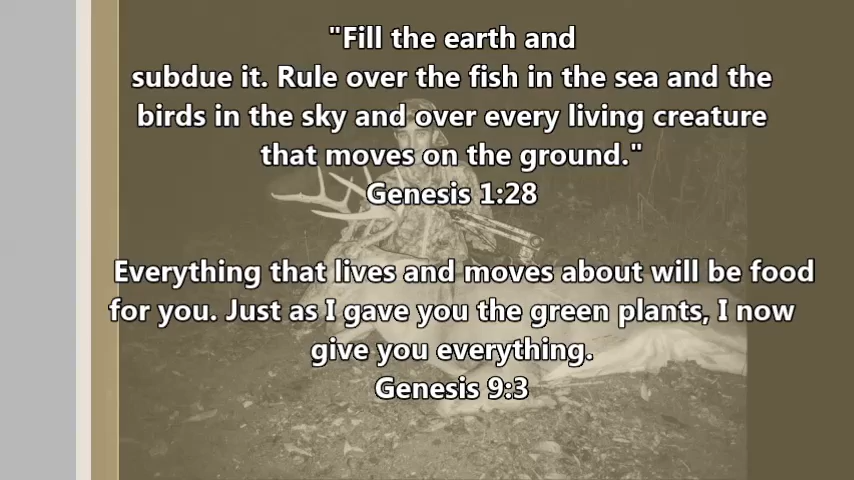 "Fill the earth and
subdue it. Rule over the fish in the sea and the
birds in the sky and over every living creature
that moves on the ground."
Genesis 1:28
Everything that lives and moves about will be food
for you. Just as I gave you the green plants, I now
give you everything.
Genesis 9:3